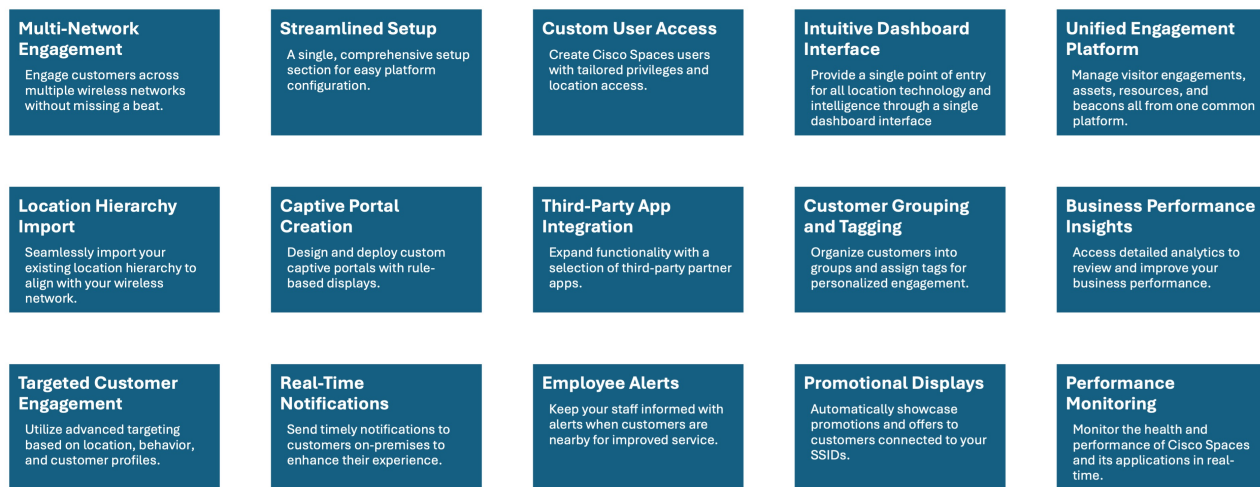 Multi-Network
Engagement
Engage customers across
multiple wireless networks
without missing a beat.
Streamlined Setup
A single, comprehensive setup
section for easy platform
configuration.
Custom User Access
Create Cisco Spaces users
with tailored privileges and
location access.
Intuitive Dashboard
Interface
Provide a single point of entry
for all location technology and
intelligence through a single
dashboard interface
Unified Engagement
Platform
Manage visitor engagements,
assets, resources, and
beacons all from one common
platform.
Location Hierarchy
Import
Seamlessly import your
existing location hierarchy to
align with your wireless
network.
Captive Portal
Creation
Design and deploy custom
captive portals with rule-
based displays.
Third-Party App
Integration
Expand functionality with a
selection of third-party partner
apps.
Customer Grouping
and Tagging
Organize customers into
groups and assign tags for
personalized engagement.
Business Performance
Insights
Access detailed analytics to
review and improve your
business performance.
Targeted Customer
Engagement
Utilize advanced targeting
based on location, behavior,
and customer profiles.
Real-Time
Notifications
Send timely notifications to
customers on-premises to
enhance their experience.
Employee Alerts
Keep your staff informed with
alerts when customers are
nearby for improved service.
Promotional Displays
Automatically showcase
promotions and offers to
customers connected to your
SSIDs.
Performance
Monitoring
Monitor the health and
performance of Cisco Spaces
and its applications in real-
time.